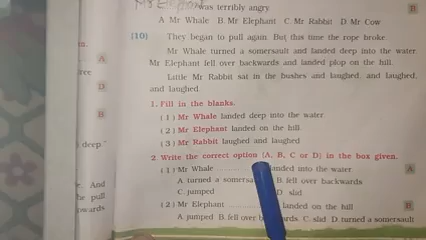 Mr Elephant
was terribly angry. B
A Mr Whale B. Mr Elephant C. Mr Rabbit D. Mr Cow
(10) They began to pull again. But this time the rope broke.
Mr Whale turned a somersault and landed deep into the water.
Mr Elephant fell over backwards and landed plop on the hill.
Little Mr Rabbit sat in the bushes and laughed, and laughed,
and laughed.
1. Fill in the blanks.
(1) Mr Whale landed deep into the water
(2) Mr Elephant landed on the hill
(3) Mr Rabbit laughed and laughed
2. Write the correct option (A, B, C or D) in the box given.
(1) Mr Whale ... landed into the water A
A turned a B. fell over backwards
C. jumped D slid
(2) Mr Elephant ... landed on the hill B
A jumped B. fell over C. slid D. turned a somersault
A
D
B
deep "
e. And
he pull